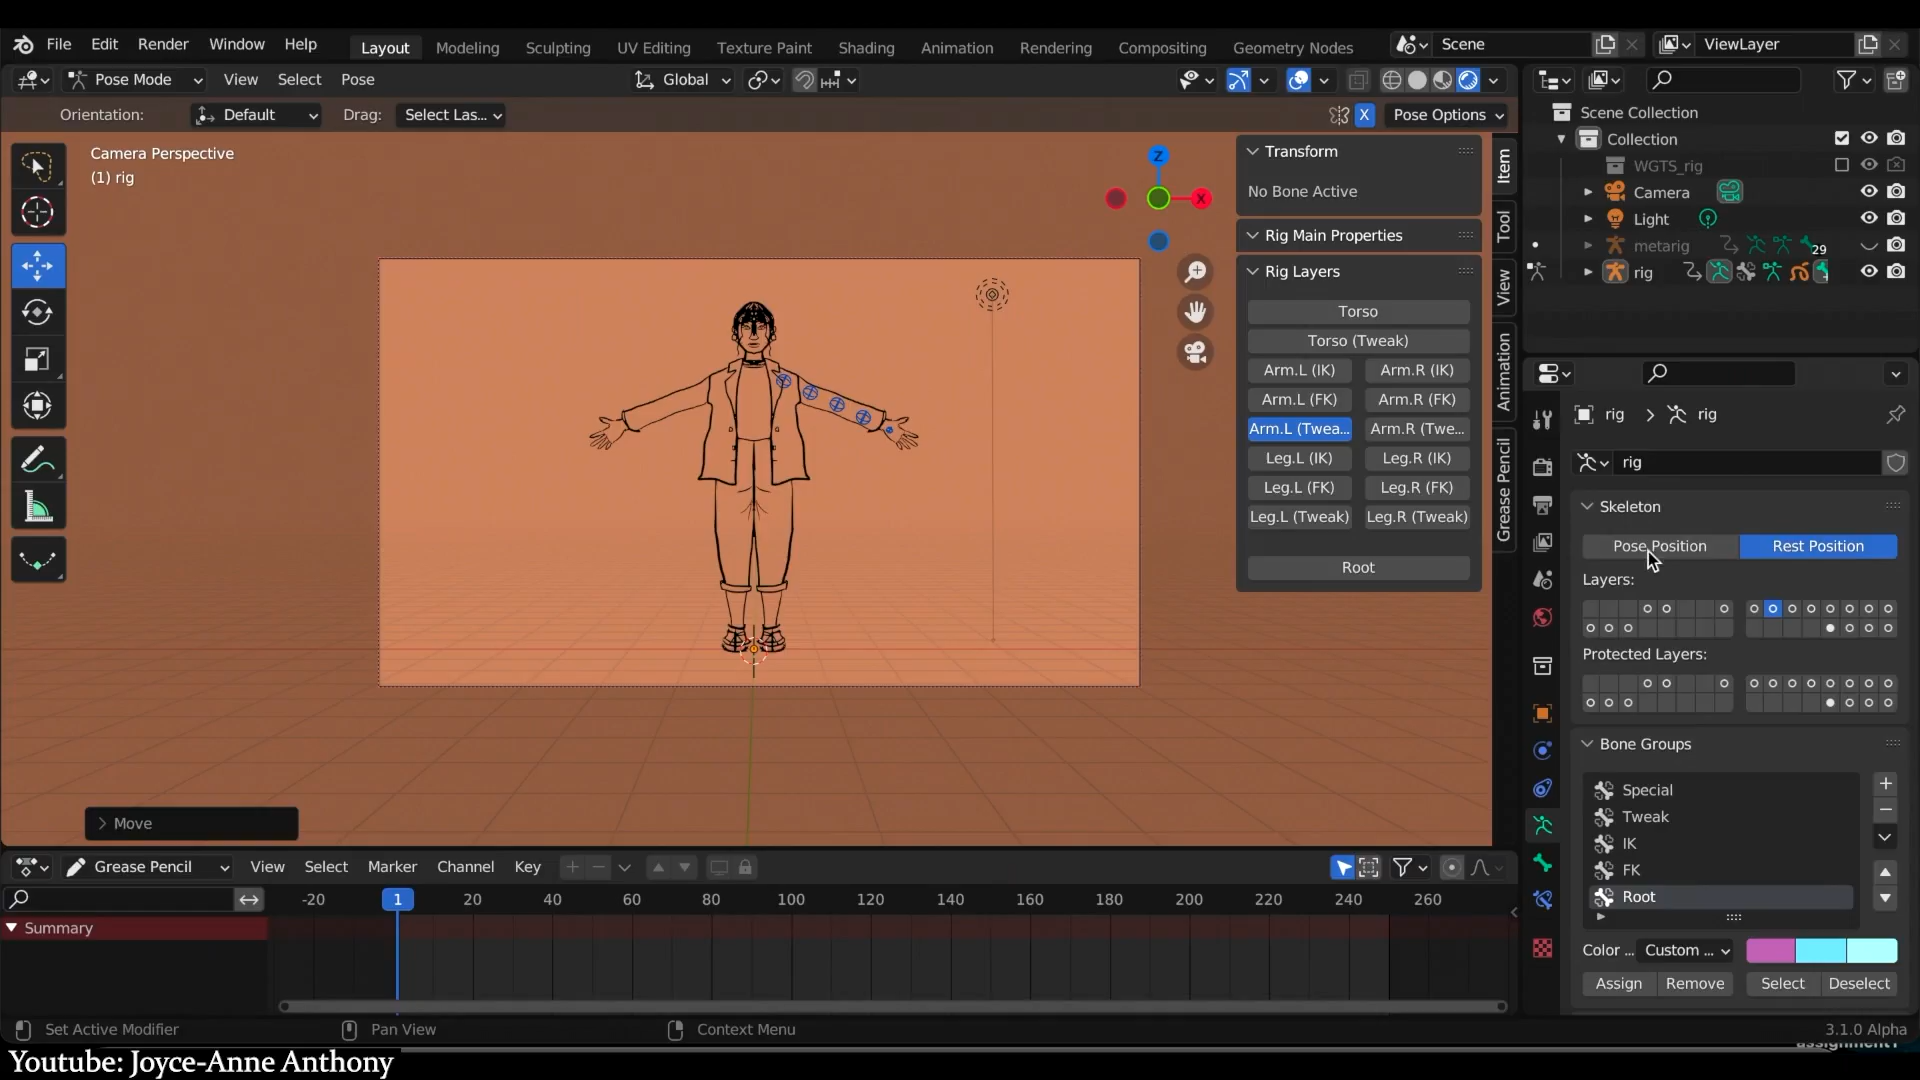 File Edit Render Window Help Layout Modeling Sculpting UV Editing Texture Paint Shading Animation Rendering Compositing Geometry Nodes Scene ViewLayer
Pose Mode View Select Pose Global
Orientation: Default Drag: Select Las... X Pose Options
Camera Perspective
(1) rig
Z
X
Transform
No Bone Active
Rig Main Properties
Rig Layers
Torso
Torso (Tweak)
Arm.L (IK) Arm.R (IK)
Arm.L (FK) Arm.R (FK)
Arm.L (Twea... Arm.R (Twe...
Leg.L (IK) Leg.R (IK)
Leg.L (FK) Leg.R (FK)
Leg.L (Tweak) Leg.R (Tweak)
Root
Item
Tool
View
Animation
Grease Pencil
Scene Collection
Collection
WGTS_rig
Camera
Light
metarig 29
rig
rig > rig
rig
Skeleton
Pose Position Rest Position
Layers:
Protected Layers:
Bone Groups
Special
Tweak
IK
FK
Root
Color ... Custom ...
Assign Remove Select Deselect
Move
Grease Pencil View Select Marker Channel Key
-20 1 20 40 60 80 100 120 140 160 180 200 220 240 260
Summary
Set Active Modifier Pan View Context Menu 3.1.0 Alpha
Youtube: Joyce-Anne Anthony